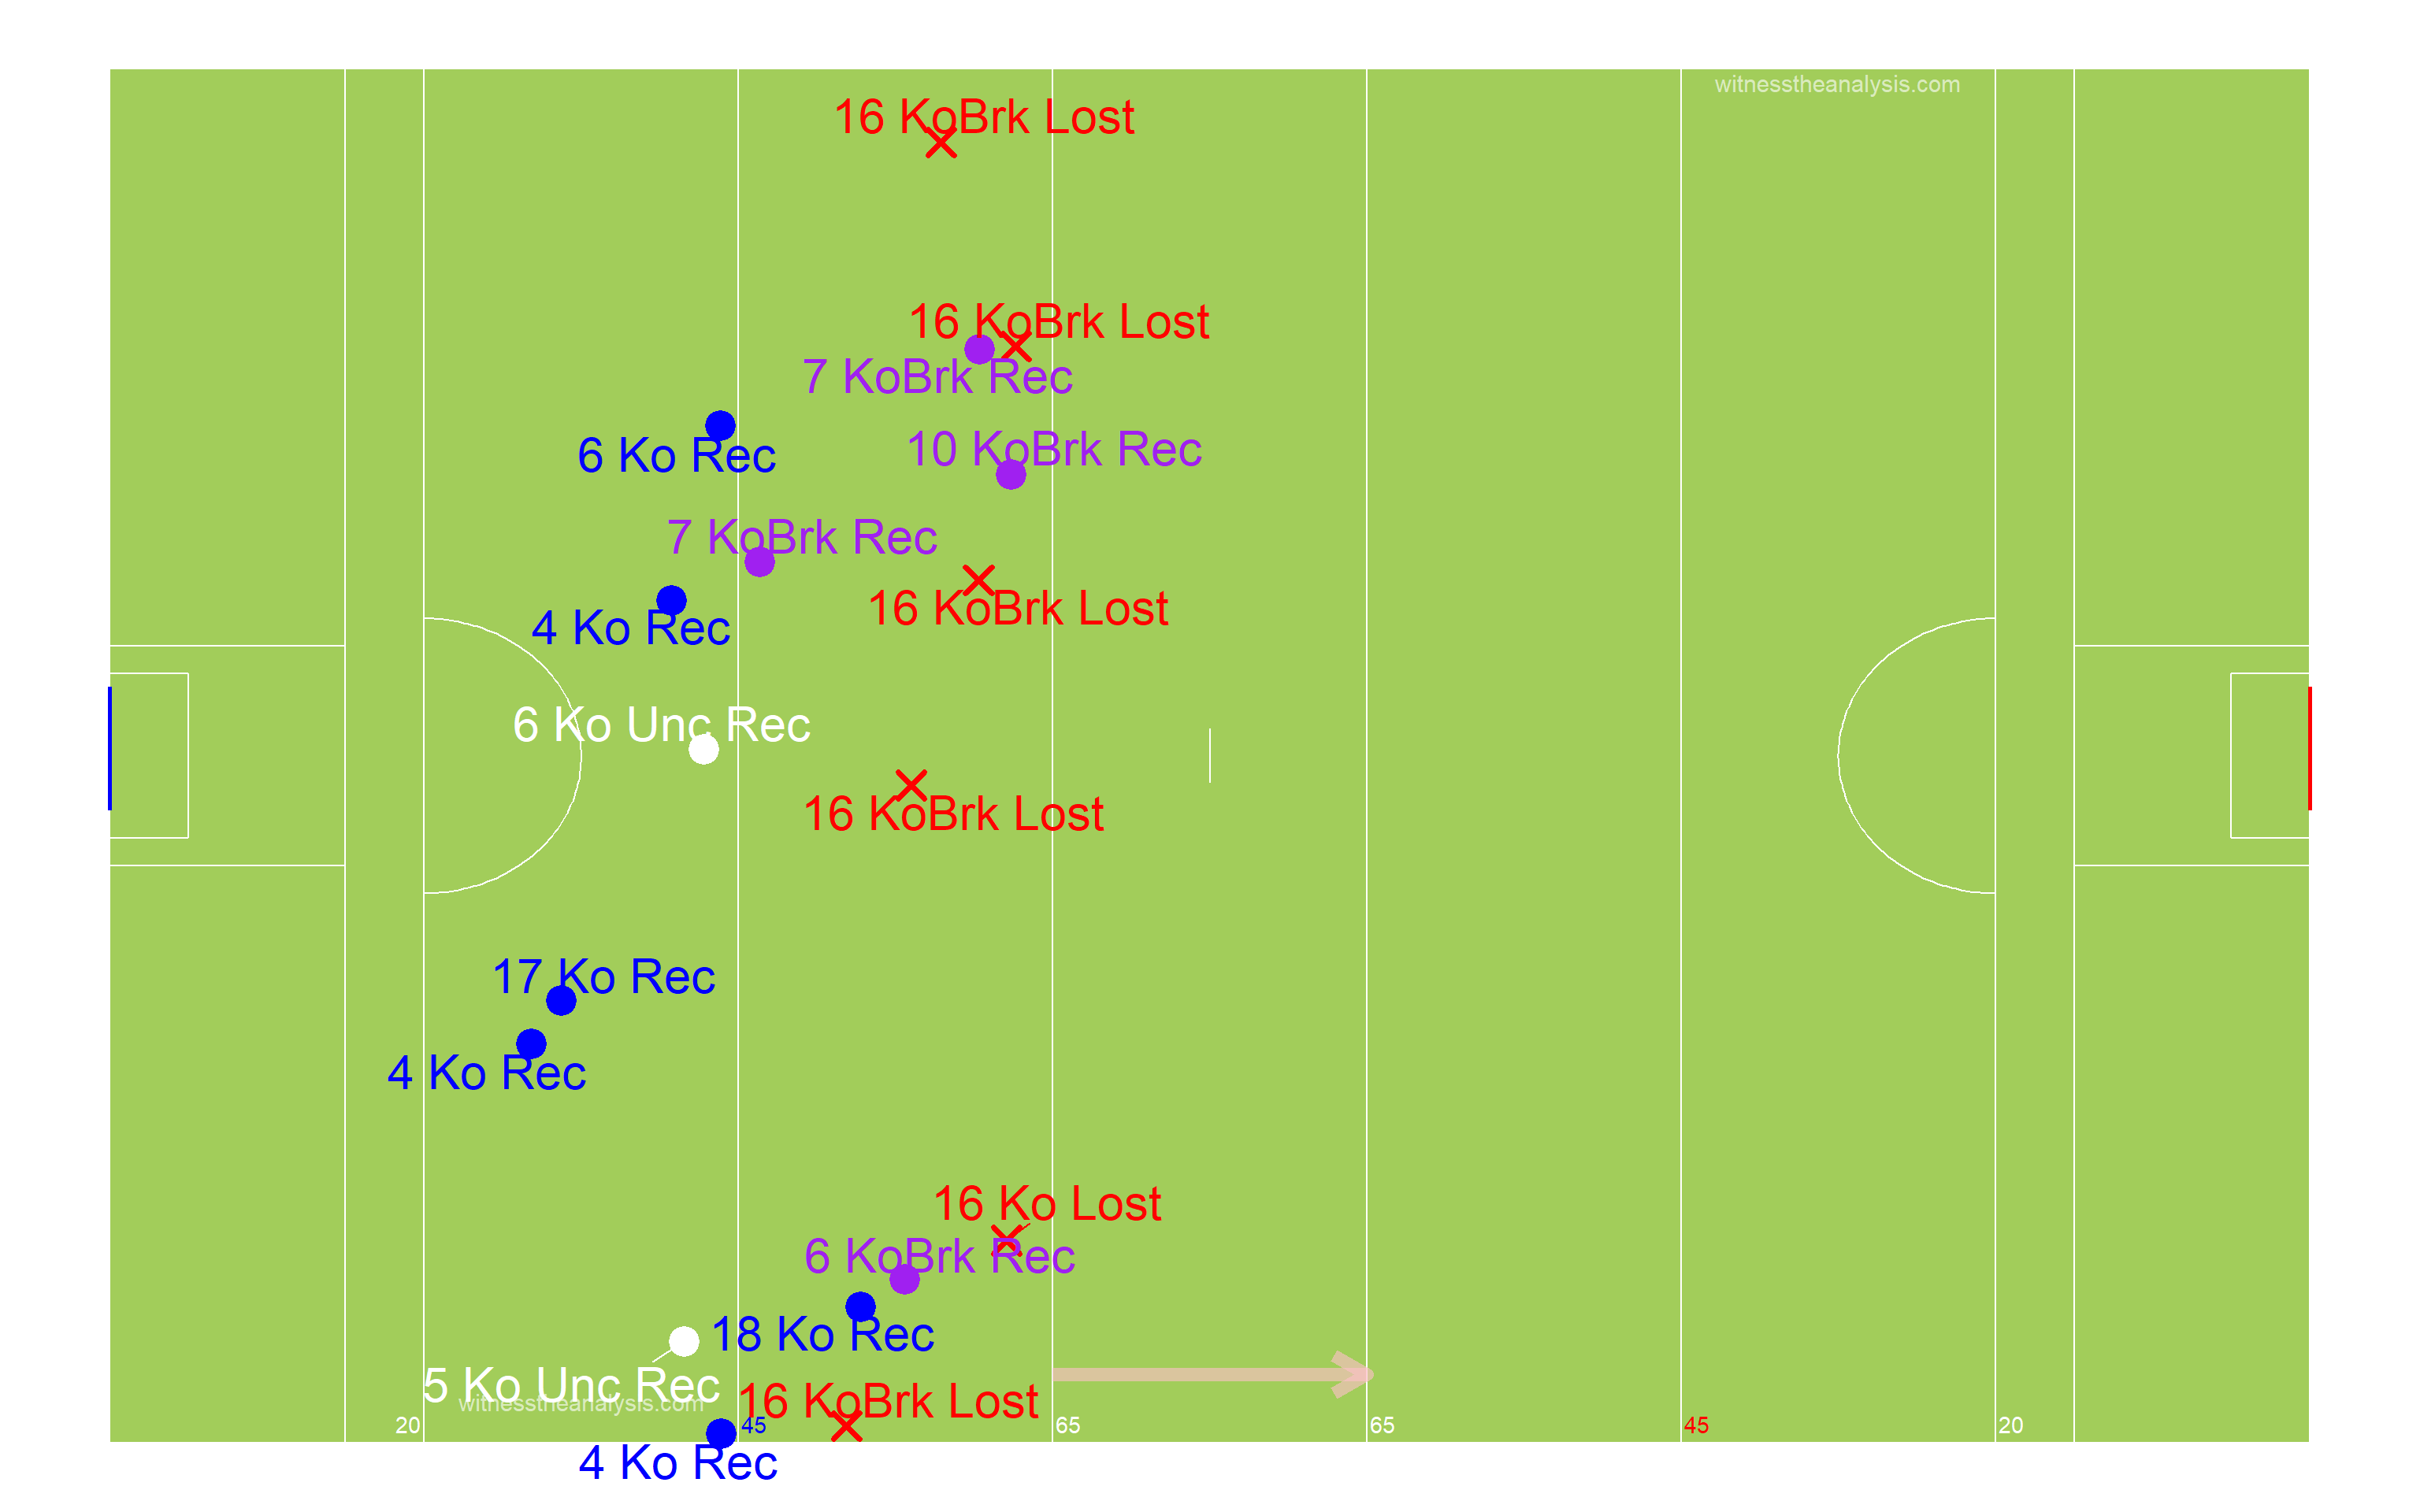 witnesstheanalysis.com
16 KoBrk Lost
16 KoBrk Lost
7 KoBrk Rec
6 Ko Rec
10 KoBrk Rec
7 KoBrk Rec
16 KoBrk Lost
4 Ko Rec
6 Ko Unc Rec
16 KoBrk Lost
17 Ko Rec
4 Ko Rec
16 Ko Lost
6 KoBrk Rec
18 Ko Rec
5 Ko Unc Rec
witnesstheanalysis.com
16 KoBrk Lost
20 45 65 65 45 20
4 Ko Rec